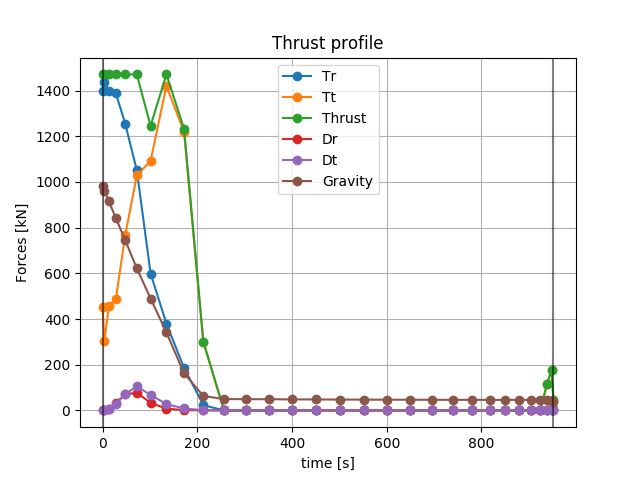 Thrust profile
Forces [kN]
1400
1200
1000
800
600
400
200
0
Tr
Tt
Thrust
Dr
Dt
Gravity
0 200 400 600 800
time [s]